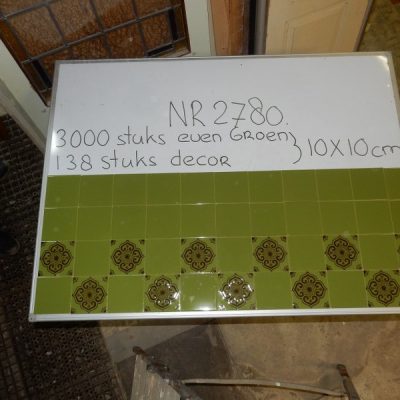 NR 2780.
3000 stuks even GROEN
138 stuks decor } 10X10 cm